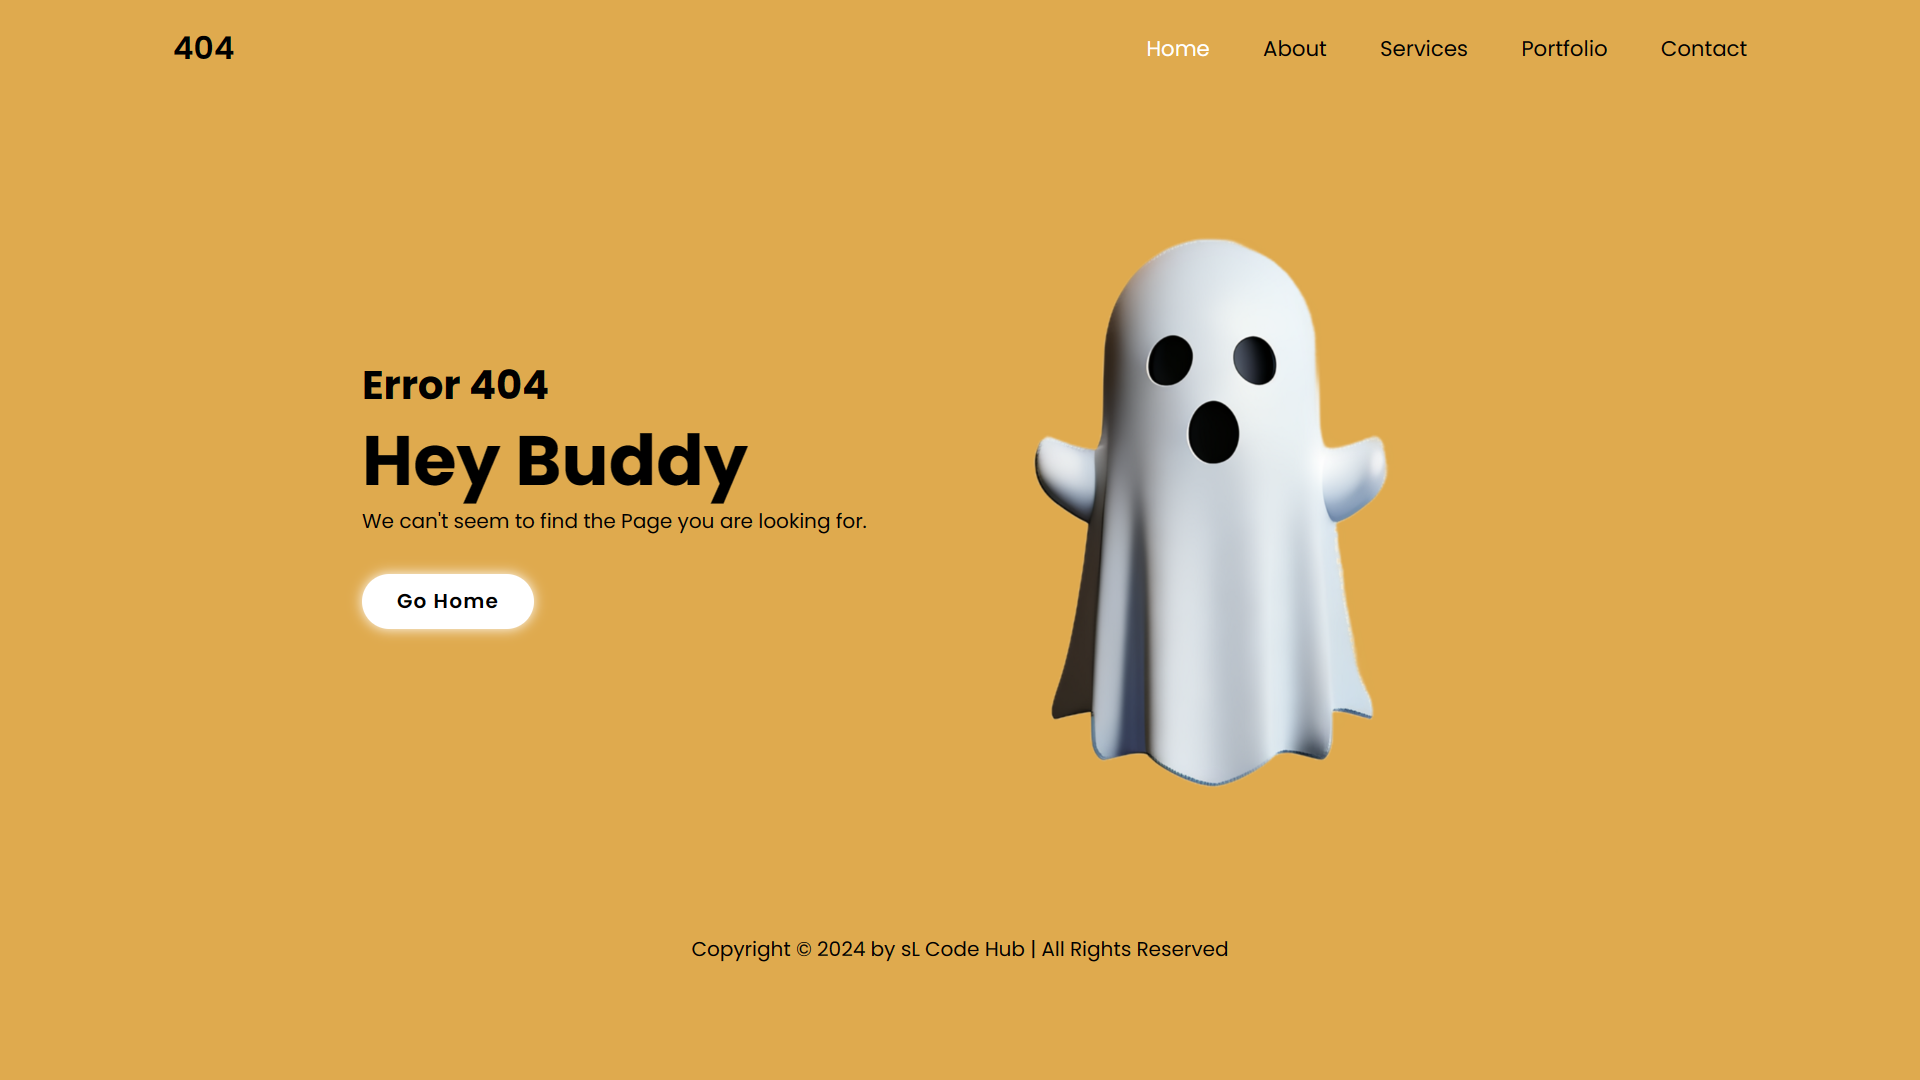 404
Home About Services Portfolio Contact
Error 404
Hey Buddy
We can't seem to find the Page you are looking for.
Go Home
Copyright © 2024 by sL Code Hub | All Rights Reserved